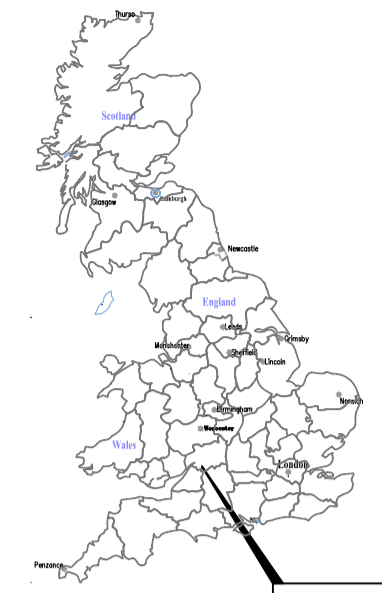 Thurso
Scotland
Edinburgh
Glasgow
Newcastle
England
Leeds
Grimsby
Manchester
Sheffield
Lincoln
Norwich
Birmingham
Worcester
Wales
London
Penzance